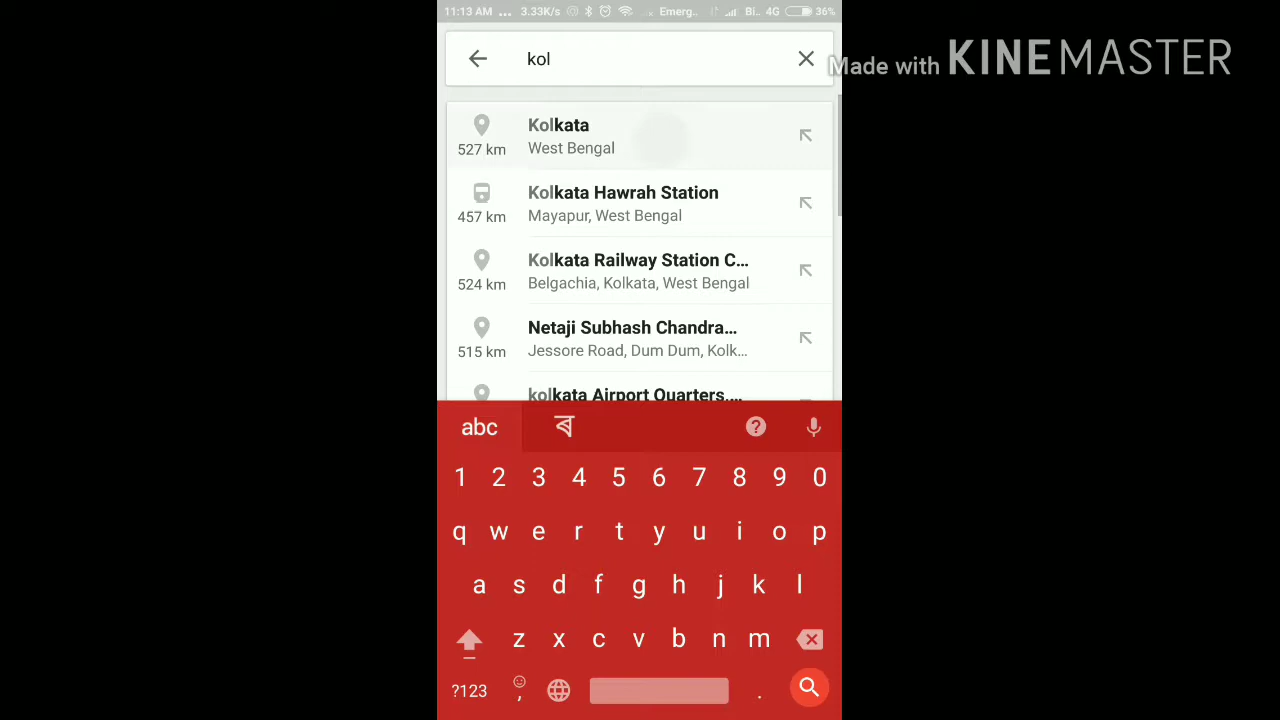 11:13 AM ... 3.33K/s Emerg.. Bi.. 4G 36%
kol
Made with KINEMASTER
Kolkata
527 km West Bengal
Kolkata Hawrah Station
457 km Mayapur, West Bengal
Kolkata Railway Station C...
524 km Belgachia, Kolkata, West Bengal
Netaji Subhash Chandra...
515 km Jessore Road, Dum Dum, Kolk...
kolkata Airport Quarters,...
abc ব ?
1 2 3 4 5 6 7 8 9 0
q w e r t y u i o p
a s d f g h j k l
z x c v b n m
?123 , .